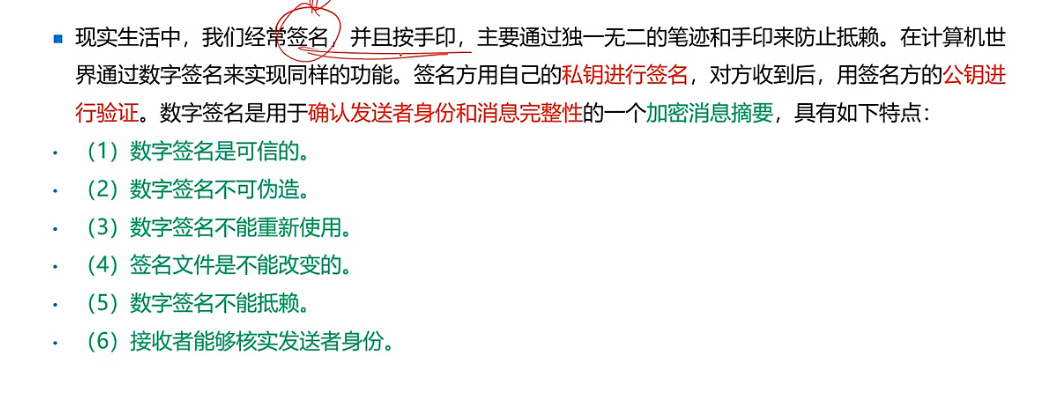 现实生活中，我们经常签名，并且按手印，主要通过独一无二的笔迹和手印来防止抵赖。在计算机世
界通过数字签名来实现同样的功能。签名方用自己的私钥进行签名，对方收到后，用签名方的公钥进
行验证。数字签名是用于确认发送者身份和消息完整性的一个加密消息摘要，具有如下特点：
（1）数字签名是可信的。
（2）数字签名不可伪造。
（3）数字签名不能重新使用。
（4）签名文件是不能改变的。
（5）数字签名不能抵赖。
（6）接收者能够核实发送者身份。